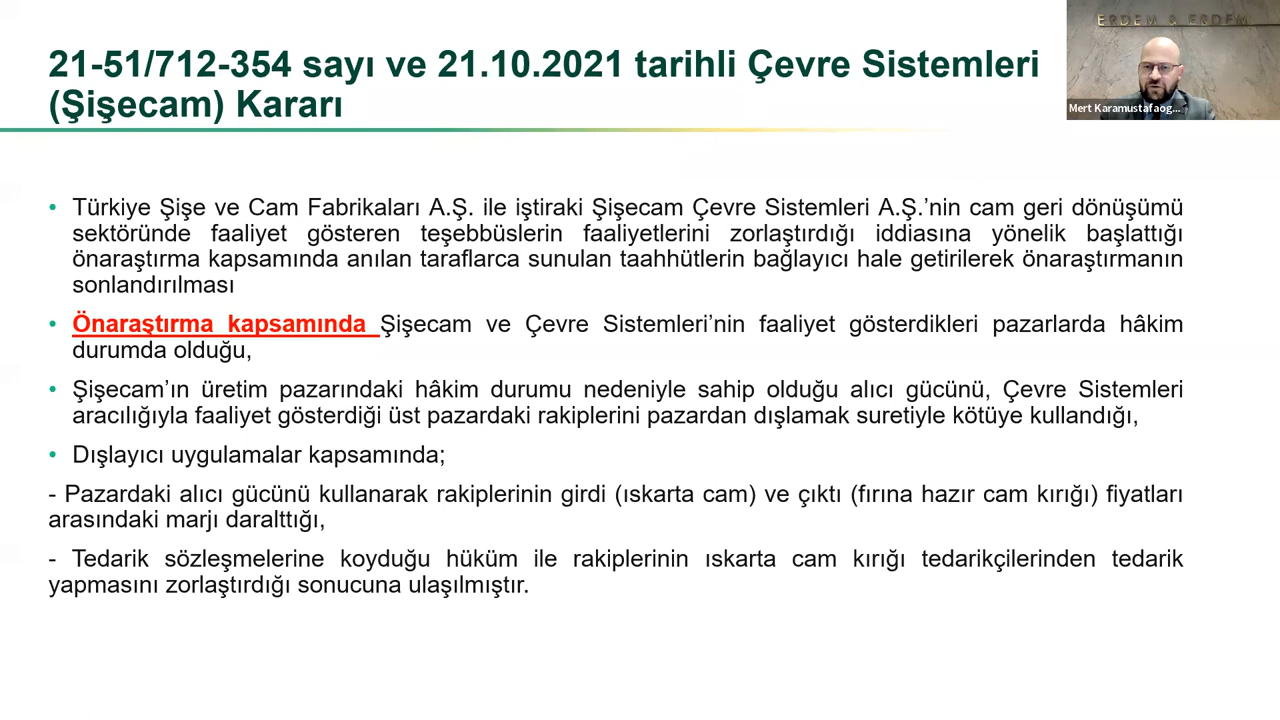 21-51/712-354 sayı ve 21.10.2021 tarihli Çevre Sistemleri
(Şişecam) Kararı
ERDEM & ERDEM
Mert Karamustafaog...
• Türkiye Şişe ve Cam Fabrikaları A.Ş. ile iştiraki Şişecam Çevre Sistemleri A.Ş.’nin cam geri dönüşümü
sektöründe faaliyet gösteren teşebbüslerin faaliyetlerini zorlaştırdığı iddiasına yönelik başlattığı
önaraştırma kapsamında anılan taraflarca sunulan taahhütlerin bağlayıcı hale getirilerek önaraştırmanın
sonlandırılması
• Önaraştırma kapsamında Şişecam ve Çevre Sistemleri’nin faaliyet gösterdikleri pazarlarda hâkim
durumda olduğu,
• Şişecam’ın üretim pazarındaki hâkim durumu nedeniyle sahip olduğu alıcı gücünü, Çevre Sistemleri
aracılığıyla faaliyet gösterdiği üst pazardaki rakiplerini pazardan dışlamak suretiyle kötüye kullandığı,
• Dışlayıcı uygulamalar kapsamında;
- Pazardaki alıcı gücünü kullanarak rakiplerinin girdi (ıskarta cam) ve çıktı (fırına hazır cam kırığı) fiyatları
arasındaki marjı daralttığı,
- Tedarik sözleşmelerine koyduğu hüküm ile rakiplerinin ıskarta cam kırığı tedarikçilerinden tedarik
yapmasını zorlaştırdığı sonucuna ulaşılmıştır.